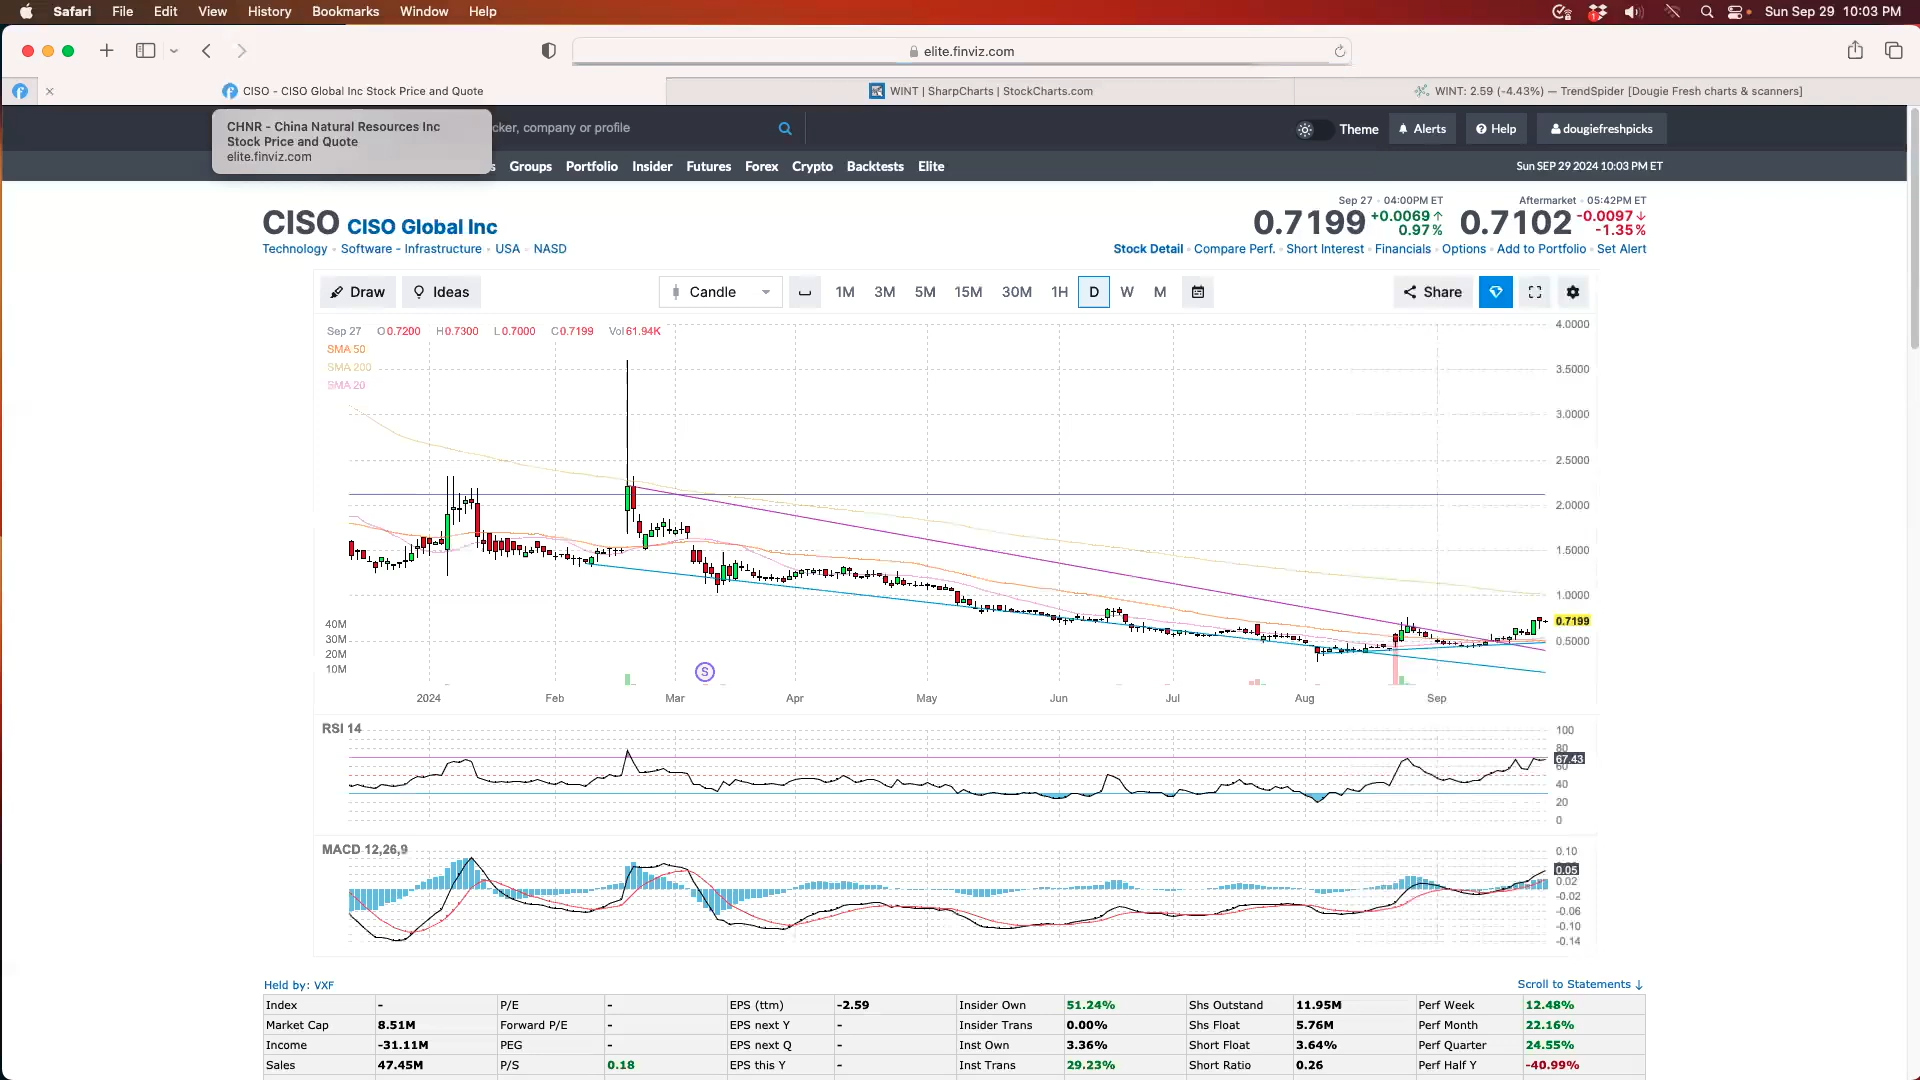 Safari File Edit View History Bookmarks Window Help Sun Sep 29 10:03 PM
elite.finviz.com
CISO - CISO Global Inc Stock Price and Quote
WINT | SharpCharts | StockCharts.com
WINT: 2.59 (-4.43%) — TrendSpider [Dougie Fresh charts & scanners]
CHNR - China Natural Resources Inc
Stock Price and Quote
elite.finviz.com
cker, company or profile
Theme Alerts Help dougiefreshpicks
s Groups Portfolio Insider Futures Forex Crypto Backtests Elite
Sun SEP 29 2024 10:03 PM ET
CISO CISO Global Inc
Technology • Software - Infrastructure • USA • NASD
Sep 27 • 04:00PM ET
0.7199 +0.0069
0.97%
Aftermarket • 05:42PM ET
0.7102 -0.0097
-1.35%
Stock Detail • Compare Perf. • Short Interest • Financials • Options • Add to Portfolio • Set Alert
Draw Ideas Candle 1M 3M 5M 15M 30M 1H D W M Share
Sep 27 O0.7200 H0.7300 L0.7000 C0.7199 Vol61.94K
SMA 50
SMA 200
SMA 20
4.0000
3.5000
3.0000
2.5000
2.0000
1.5000
1.0000
0.7199
0.5000
40M
30M
20M
10M
S
2024 Feb Mar Apr May Jun Jul Aug Sep
RSI 14
100
80
67.43
40
20
0
MACD 12,26,9
0.10
0.05
0.02
-0.02
-0.06
-0.10
-0.14
Held by: VXF
Scroll to Statements ↓
Index - P/E - EPS (ttm) -2.59 Insider Own 51.24% Shs Outstand 11.95M Perf Week 12.48%
Market Cap 8.51M Forward P/E - EPS next Y - Insider Trans 0.00% Shs Float 5.76M Perf Month 22.16%
Income -31.11M PEG - EPS next Q - Inst Own 3.36% Short Float 3.64% Perf Quarter 24.55%
Sales 47.45M P/S 0.18 EPS this Y - Inst Trans 29.23% Short Ratio 0.26 Perf Half Y -40.99%